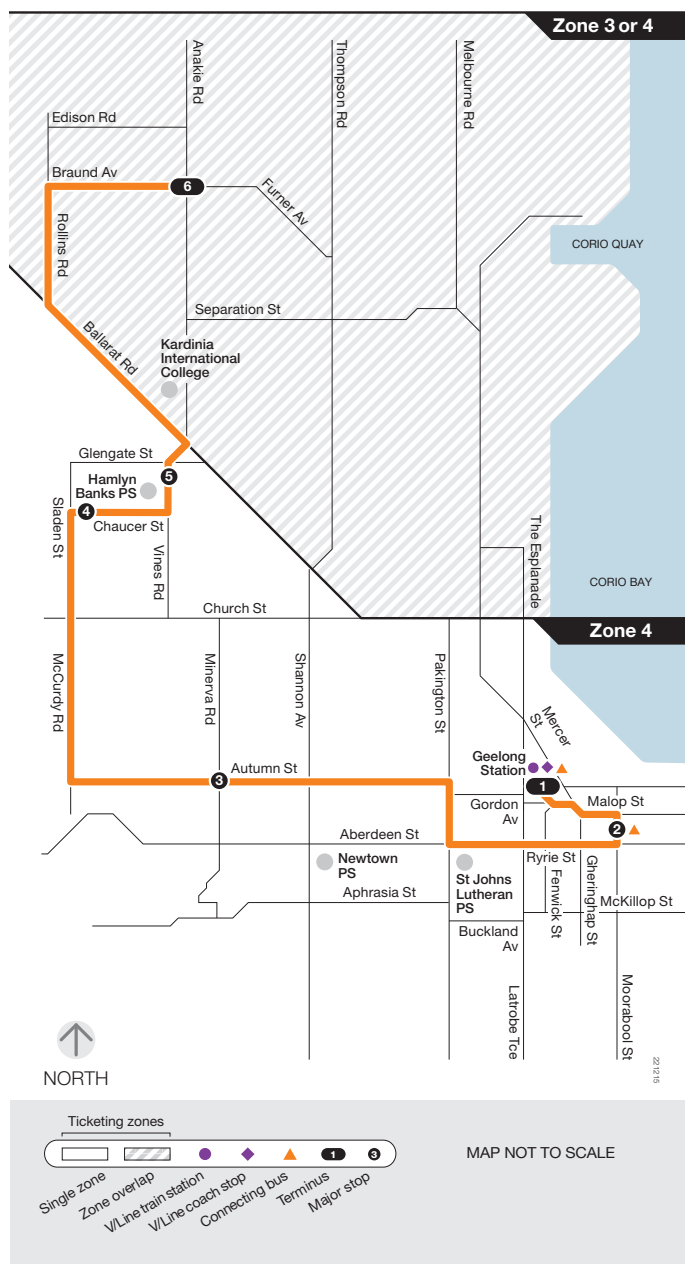 Zone 3 or 4
Anakie Rd
Thompson Rd
Melbourne Rd
Edison Rd
Braund Av
6
Furner Av
Rollins Rd
CORIO QUAY
Separation St
Ballarat Rd
Kardinia
International
College
Glengate St
5
Hamlyn
Banks PS
4
Sladen St
Chaucer St
Vines Rd
The Esplanade
CORIO BAY
Church St
Zone 4
McCurdy Rd
Minerva Rd
Shannon Av
Pakington St
Mercer
St
Geelong
Station
3
Autumn St
1
Gordon
Av
Malop St
2
Aberdeen St
Newtown
PS
Ryrie St
St Johns
Lutheran
PS
Fenwick St
Gheringhap St
Aphrasia St
McKillop St
Buckland
Av
Latrobe Tce
Moorabool St
221215
NORTH
Ticketing zones
1
3
MAP NOT TO SCALE
Single zone
Zone overlap
V/Line train station
V/Line coach stop
Connecting bus
Terminus
Major stop